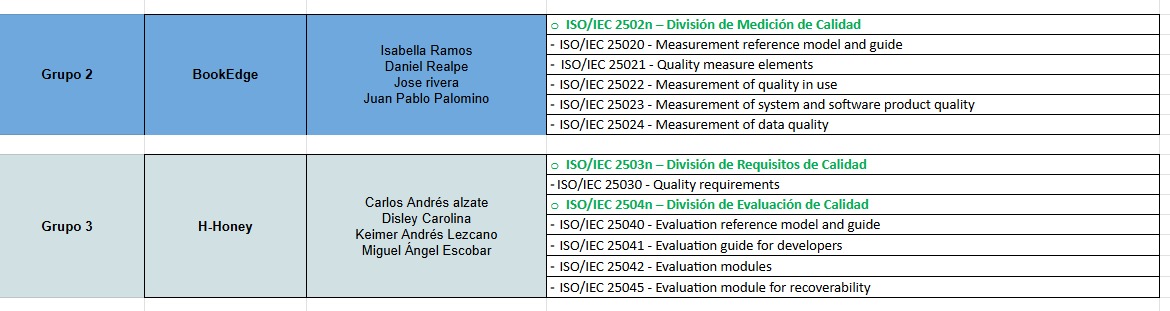 Grupo 2
BookEdge
Isabella Ramos
Daniel Realpe
Jose rivera
Juan Pablo Palomino
o ISO/IEC 2502n – División de Medición de Calidad
- ISO/IEC 25020 - Measurement reference model and guide
- ISO/IEC 25021 - Quality measure elements
- ISO/IEC 25022 - Measurement of quality in use
- ISO/IEC 25023 - Measurement of system and software product quality
- ISO/IEC 25024 - Measurement of data quality
Grupo 3
H-Honey
Carlos Andrés alzate
Disley Carolina
Keimer Andrés Lezcano
Miguel Ángel Escobar
o ISO/IEC 2503n – División de Requisitos de Calidad
- ISO/IEC 25030 - Quality requirements
o ISO/IEC 2504n – División de Evaluación de Calidad
- ISO/IEC 25040 - Evaluation reference model and guide
- ISO/IEC 25041 - Evaluation guide for developers
- ISO/IEC 25042 - Evaluation modules
- ISO/IEC 25045 - Evaluation module for recoverability